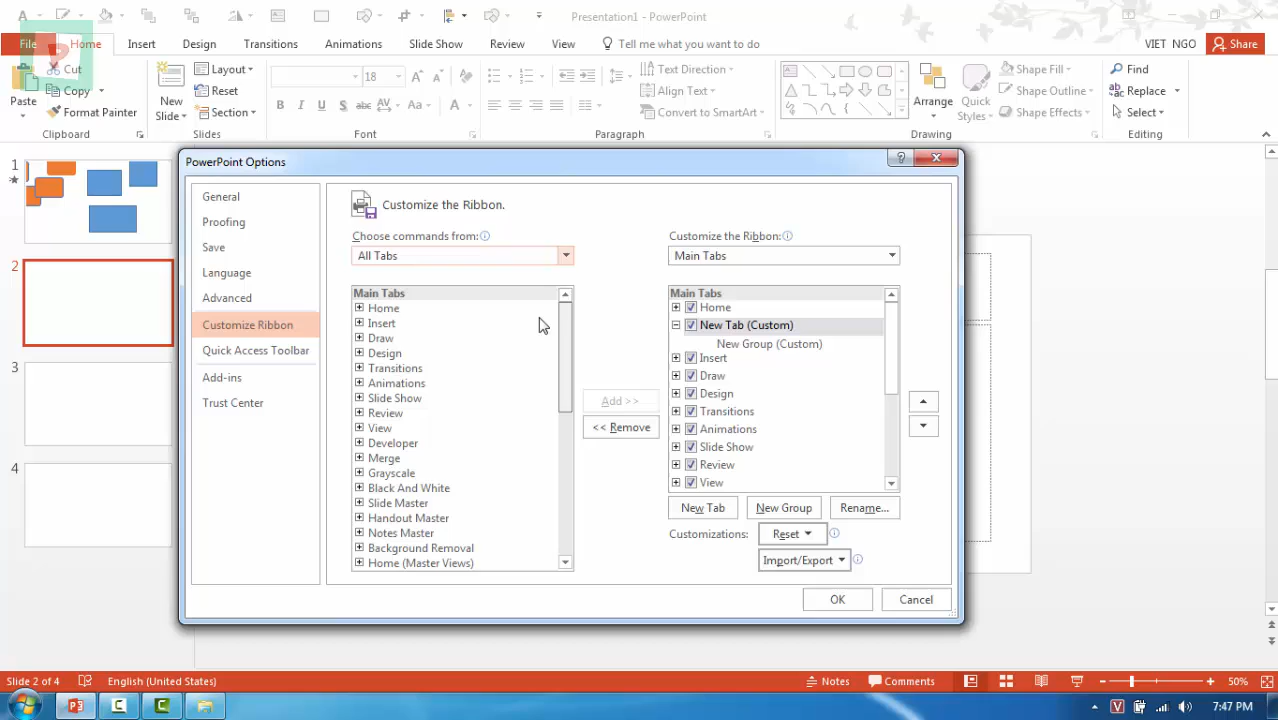 Presentation1 - PowerPoint
File
Home
Insert
Design
Transitions
Animations
Slide Show
Review
View
Tell me what you want to do
VIET NGO
Share
Paste
Cut
Copy
Format Painter
Clipboard
New
Slide
Layout
Reset
Section
Slides
18
B I U S abc AV Aa A
Font
Text Direction
Align Text
Convert to SmartArt
Paragraph
Arrange
Quick
Styles
Shape Fill
Shape Outline
Shape Effects
Drawing
Find
Replace
Select
Editing
1
2
3
4
PowerPoint Options
General
Proofing
Save
Language
Advanced
Customize Ribbon
Quick Access Toolbar
Add-ins
Trust Center
Customize the Ribbon.
Choose commands from:
All Tabs
Main Tabs
Home
Insert
Draw
Design
Transitions
Animations
Slide Show
Review
View
Developer
Merge
Grayscale
Black And White
Slide Master
Handout Master
Notes Master
Background Removal
Home (Master Views)
Add >>
<< Remove
Customize the Ribbon:
Main Tabs
Main Tabs
Home
New Tab (Custom)
New Group (Custom)
Insert
Draw
Design
Transitions
Animations
Slide Show
Review
View
New Tab
New Group
Rename...
Customizations:
Reset
Import/Export
OK
Cancel
Slide 2 of 4
English (United States)
Notes
Comments
50%
7:47 PM